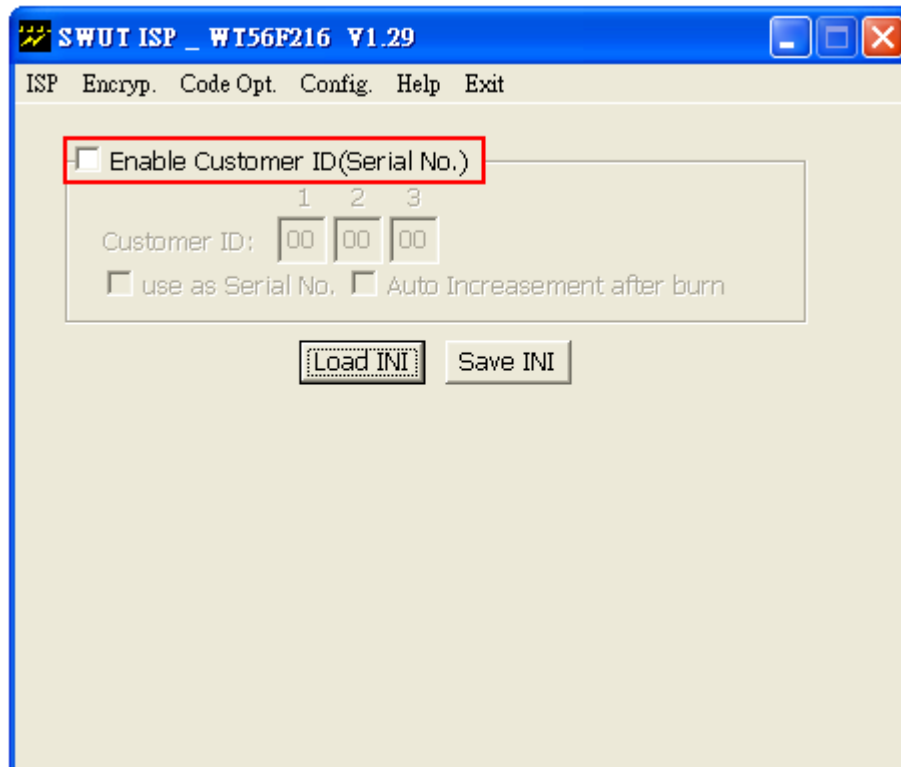 SWUT ISP _ WT56F216 V1.29
ISP Encryp. Code Opt. Config. Help Exit
Enable Customer ID(Serial No.)
1 2 3
Customer ID: 00 00 00
use as Serial No. Auto Increasement after burn
Load INI Save INI